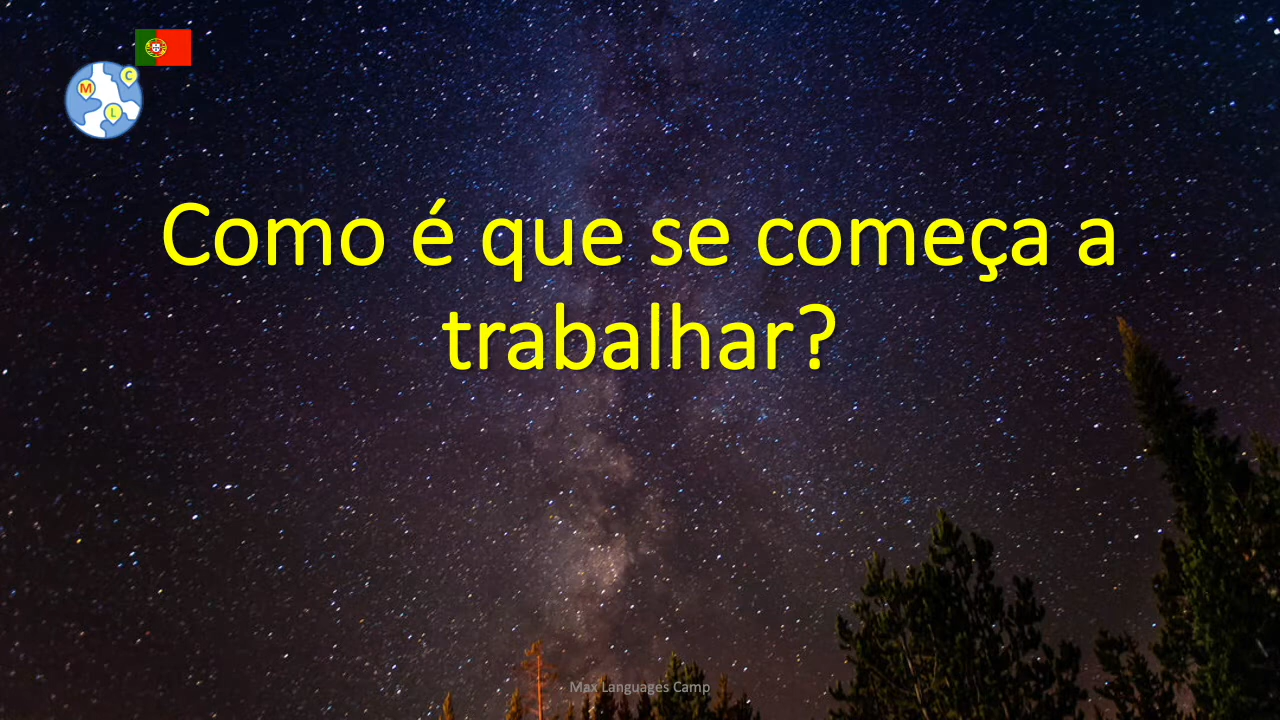 C
M
L
Como é que se começa a
trabalhar?
Max Languages Camp